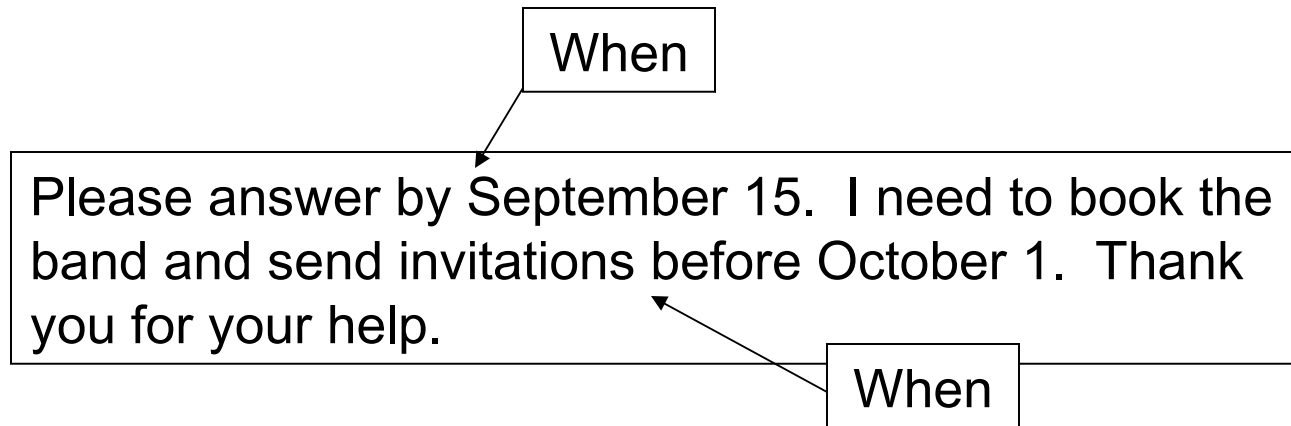 When
Please answer by September 15.  I need to book the
band and send invitations before October 1.  Thank
you for your help.
When